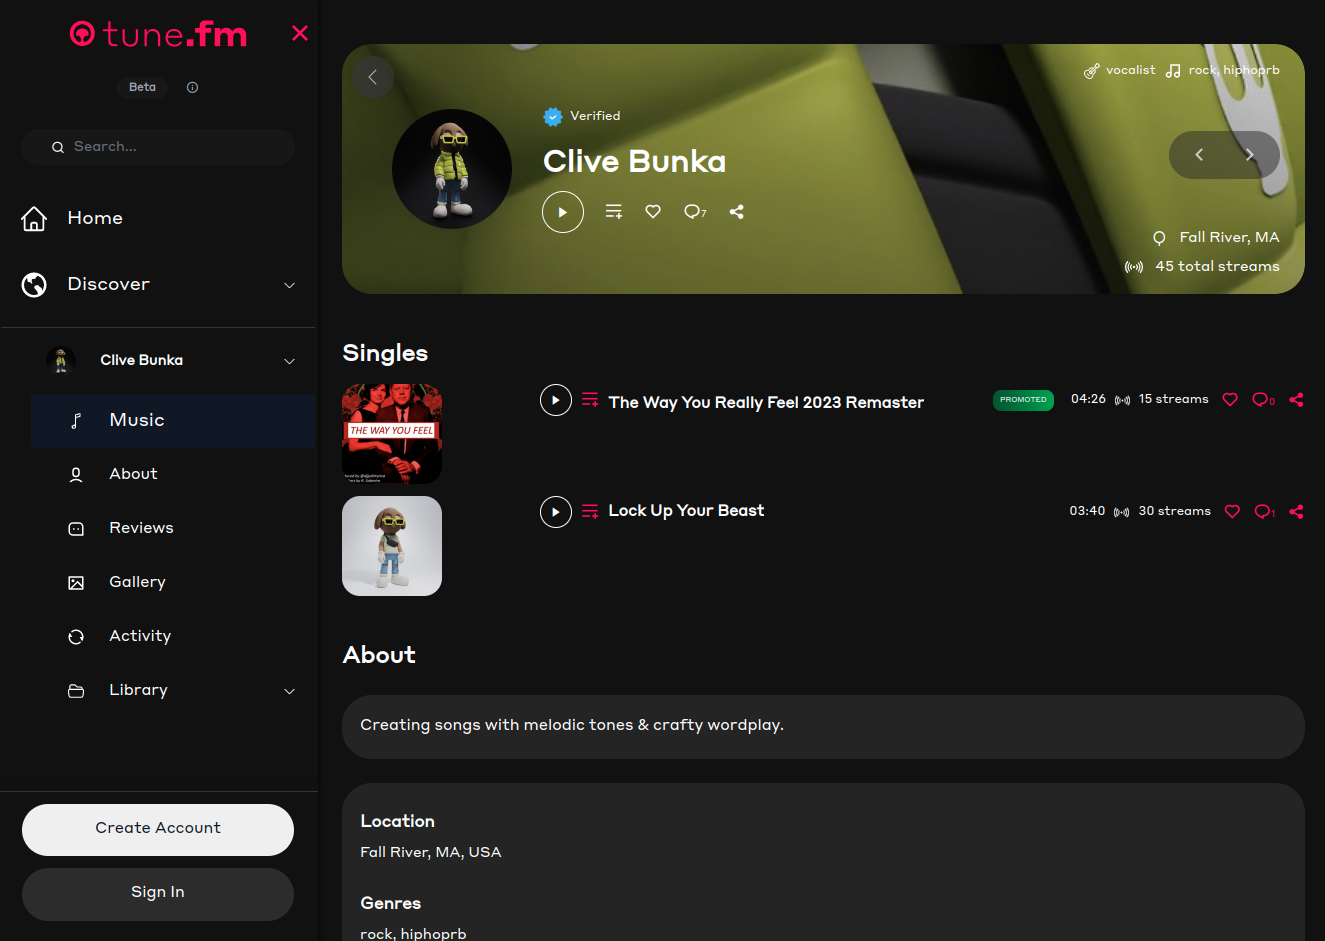 tune.fm
Beta
Search...
Home
Discover
Clive Bunka
Music
About
Reviews
Gallery
Activity
Library
Create Account
Sign In
vocalist rock, hiphoprb
Verified
Clive Bunka
7
Fall River, MA
45 total streams
Singles
THE WAY YOU FEEL
The Way You Really Feel 2023 Remaster PROMOTED 04:26 15 streams 0
Lock Up Your Beast 03:40 30 streams 1
About
Creating songs with melodic tones & crafty wordplay.
Location
Fall River, MA, USA
Genres
rock, hiphoprb